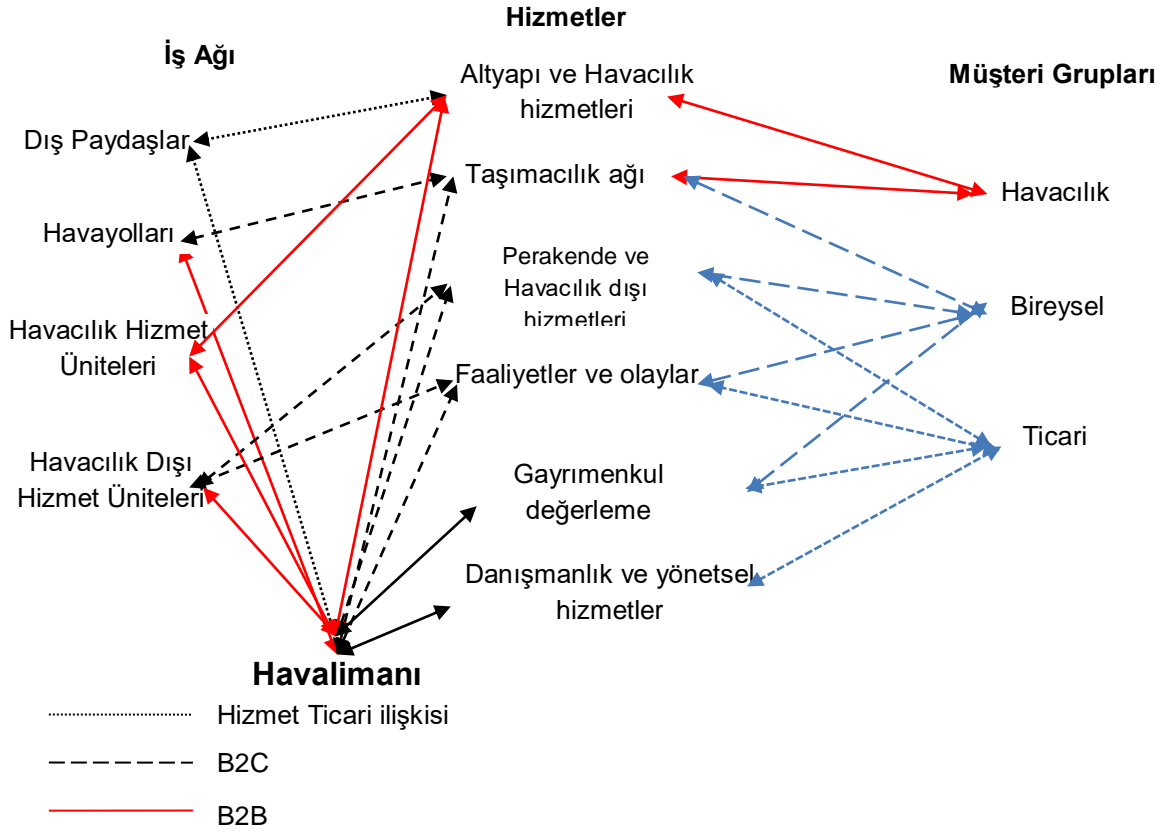 Hizmetler
İş Ağı
Müşteri Grupları
Altyapı ve Havacılık
hizmetleri
Dış Paydaşlar
Taşımacılık ağı
Havacılık
Havayolları
Perakende ve
Havacılık dışı
hizmetleri
Bireysel
Havacılık Hizmet
Üniteleri
Faaliyetler ve olaylar
Ticari
Havacılık Dışı
Hizmet Üniteleri
Gayrımenkul
değerleme
Danışmanlık ve yönetsel
hizmetler
Havalimanı
Hizmet Ticari ilişkisi
B2C
B2B